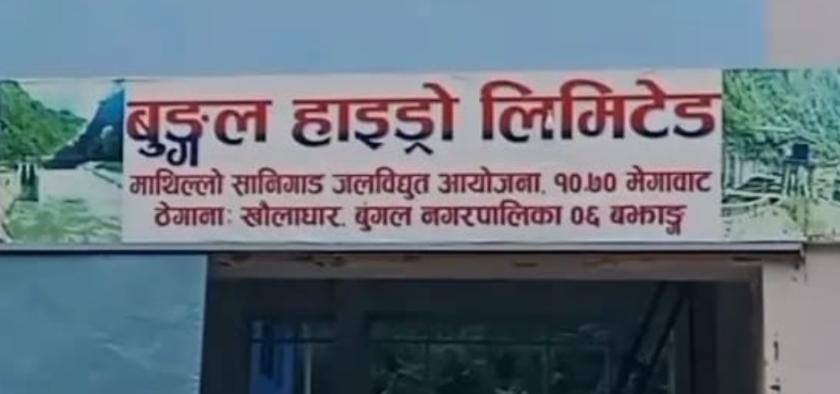 बुङ्गल हाइड्रो लिमिटेड
माथिल्लो सानिगाड जलविद्युत आयोजना, १०.७० मेगावाट
ठेगाना: खौलाघार, बुंगल नगरपालिका ०६ बझाङ्ग